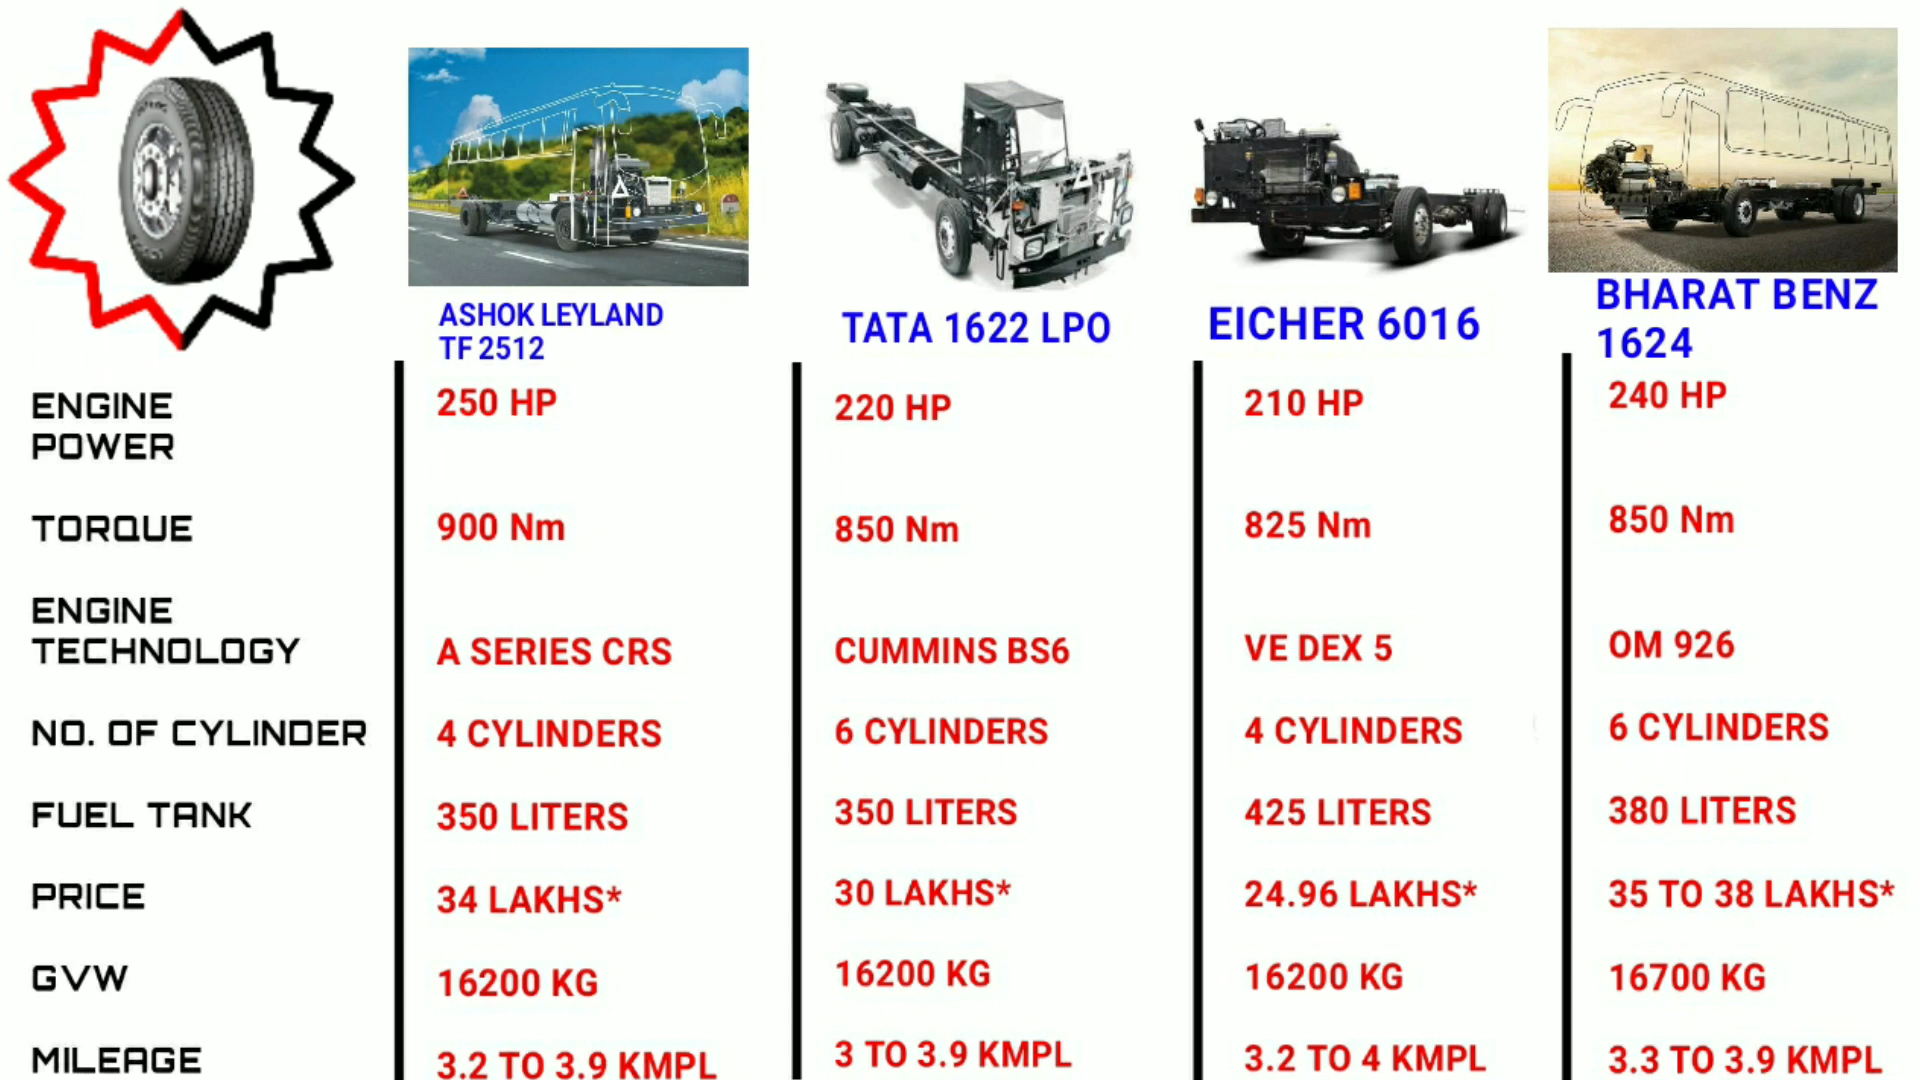 ASHOK LEYLAND
TF 2512
TATA 1622 LPO
EICHER 6016
BHARAT BENZ
1624
ENGINE
POWER
250 HP
220 HP
210 HP
240 HP
TORQUE
900 Nm
850 Nm
825 Nm
850 Nm
ENGINE
TECHNOLOGY
A SERIES CRS
CUMMINS BS6
VE DEX 5
OM 926
NO. OF CYLINDER
4 CYLINDERS
6 CYLINDERS
4 CYLINDERS
6 CYLINDERS
FUEL TANK
350 LITERS
350 LITERS
425 LITERS
380 LITERS
PRICE
34 LAKHS*
30 LAKHS*
24.96 LAKHS*
35 TO 38 LAKHS*
GVW
16200 KG
16200 KG
16200 KG
16700 KG
MILEAGE
3.2 TO 3.9 KMPL
3 TO 3.9 KMPL
3.2 TO 4 KMPL
3.3 TO 3.9 KMPL